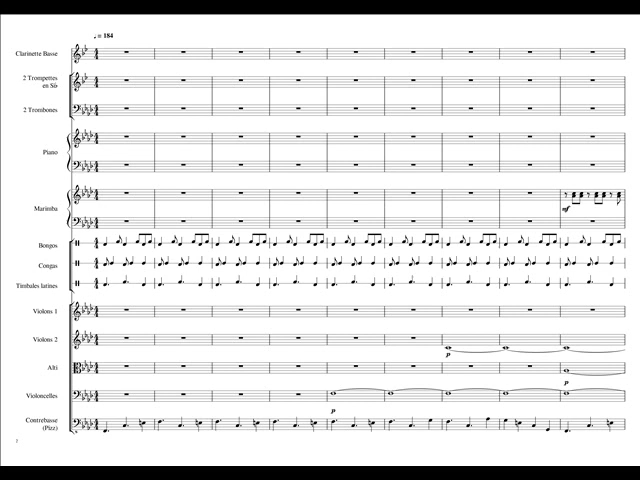 ♩ = 184
Clarinette Basse
2 Trompettes
en Si♭
2 Trombones
Piano
Marimba
mf
Bongos
Congas
Timbales latines
Violons 1
Violons 2
p
Alti
p
Violoncelles
p
Contrebasse
(Pizz)